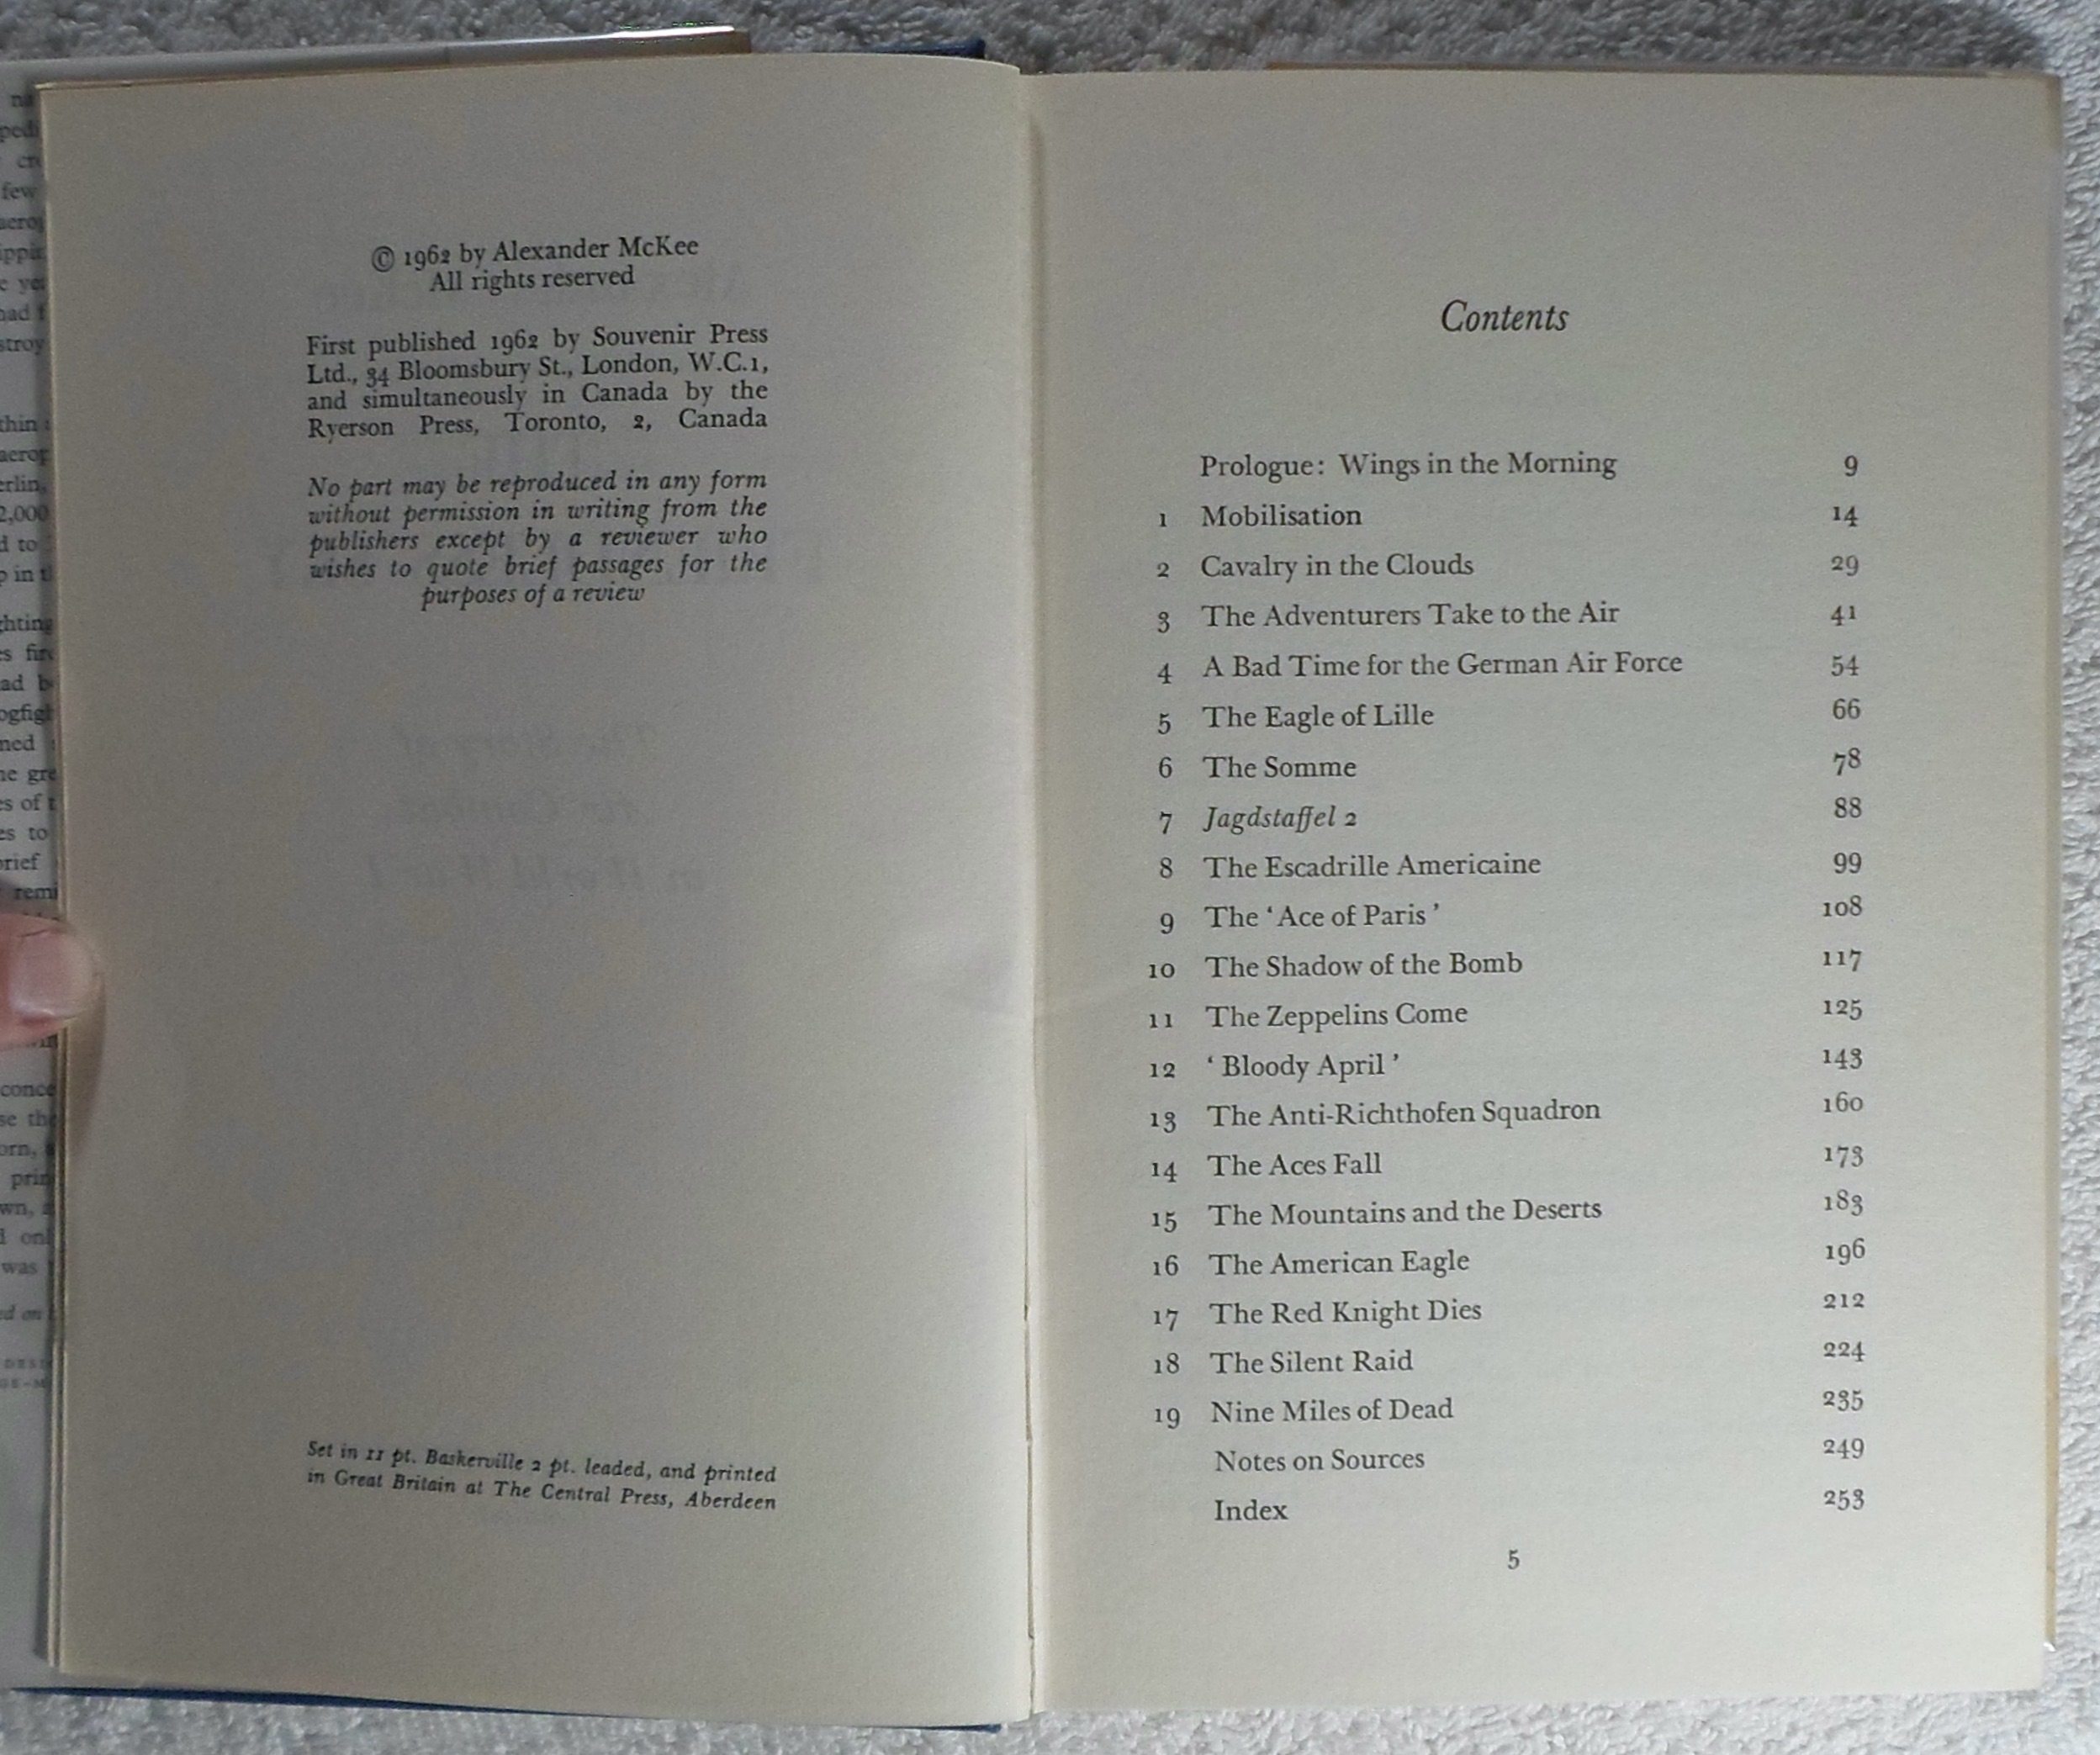 © 1962 by Alexander McKee
All rights reserved
First published 1962 by Souvenir Press
Ltd., 34 Bloomsbury St., London, W.C.1,
and simultaneously in Canada by the
Ryerson Press, Toronto, 2, Canada
No part may be reproduced in any form
without permission in writing from the
publishers except by a reviewer who
wishes to quote brief passages for the
purposes of a review
Set in 11 pt. Baskerville 2 pt. leaded, and printed
in Great Britain at The Central Press, Aberdeen
Contents
Prologue: Wings in the Morning 9
1 Mobilisation 14
2 Cavalry in the Clouds 29
3 The Adventurers Take to the Air 41
4 A Bad Time for the German Air Force 54
5 The Eagle of Lille 66
6 The Somme 78
7 Jagdstaffel 2 88
8 The Escadrille Americaine 99
9 The ‘Ace of Paris’ 108
10 The Shadow of the Bomb 117
11 The Zeppelins Come 125
12 ‘Bloody April’ 143
13 The Anti-Richthofen Squadron 160
14 The Aces Fall 173
15 The Mountains and the Deserts 183
16 The American Eagle 196
17 The Red Knight Dies 212
18 The Silent Raid 224
19 Nine Miles of Dead 235
Notes on Sources 249
Index 253
5